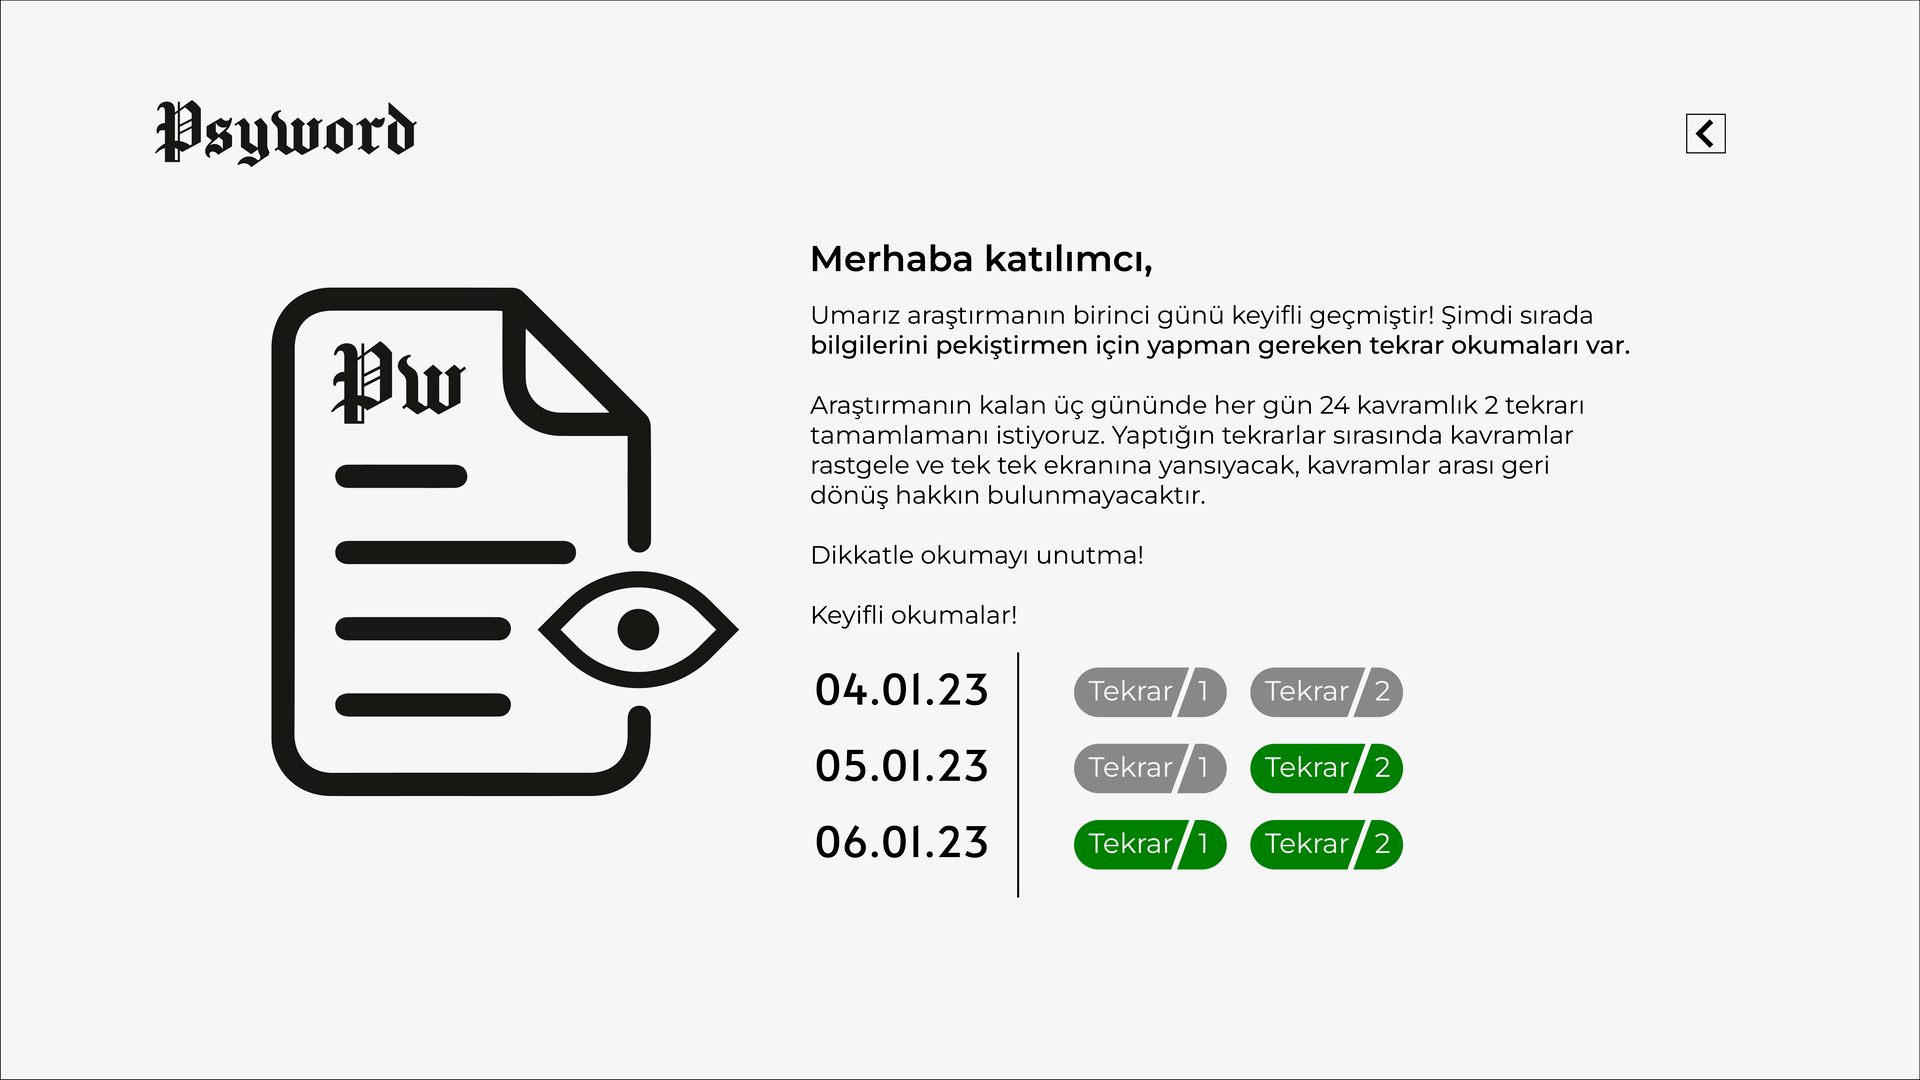 Psyword
Pw
Merhaba katılımcı,
Umarız araştırmanın birinci günü keyifli geçmiştir! Şimdi sırada
bilgilerini pekiştirmen için yapman gereken tekrar okumaları var.
Araştırmanın kalan üç gününde her gün 24 kavramlık 2 tekrarı
tamamlamanı istiyoruz. Yaptığın tekrarlar sırasında kavramlar
rastgele ve tek tek ekranına yansıyacak, kavramlar arası geri
dönüş hakkın bulunmayacaktır.
Dikkatle okumayı unutma!
Keyifli okumalar!
04.01.23 Tekrar/1 Tekrar/2
05.01.23 Tekrar/1 Tekrar/2
06.01.23 Tekrar/1 Tekrar/2